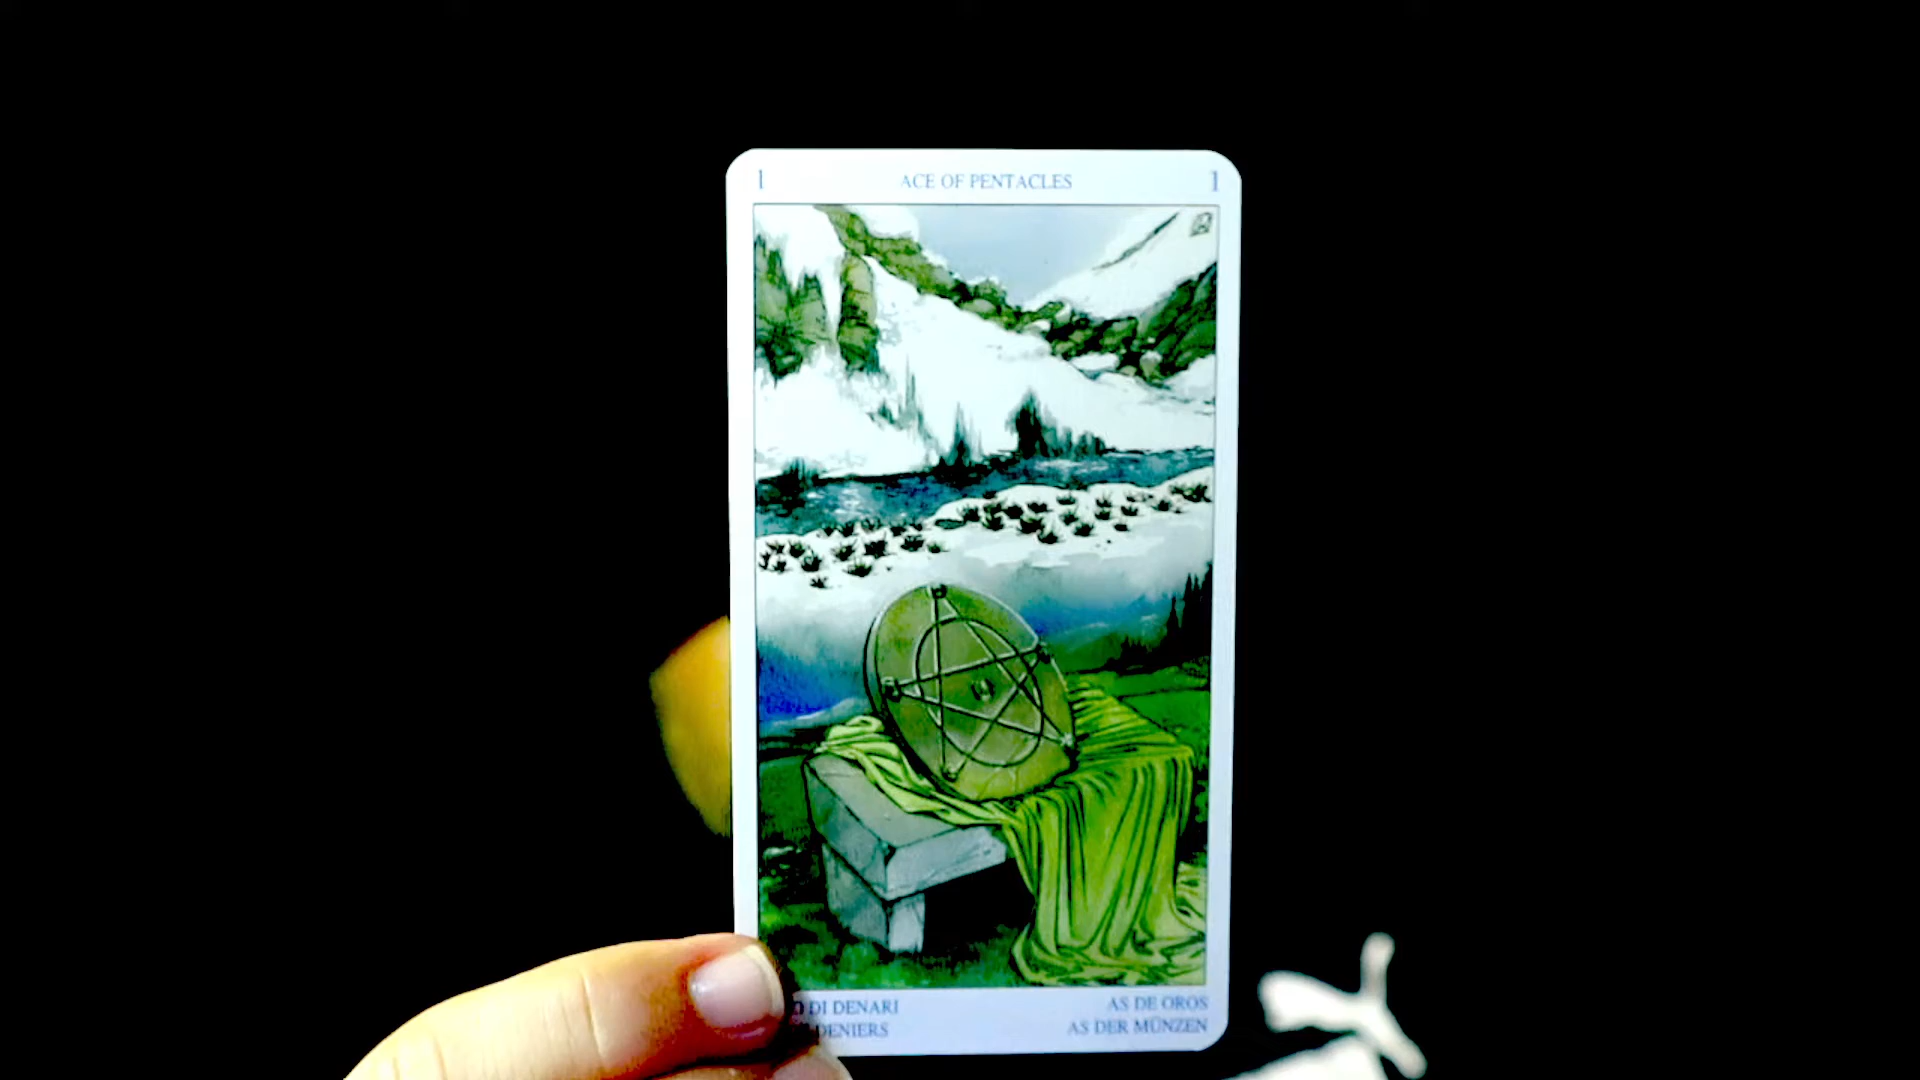 1 ACE OF PENTACLES 1
DI DENARI AS DE OROS
DENIERS AS DER MÜNZEN